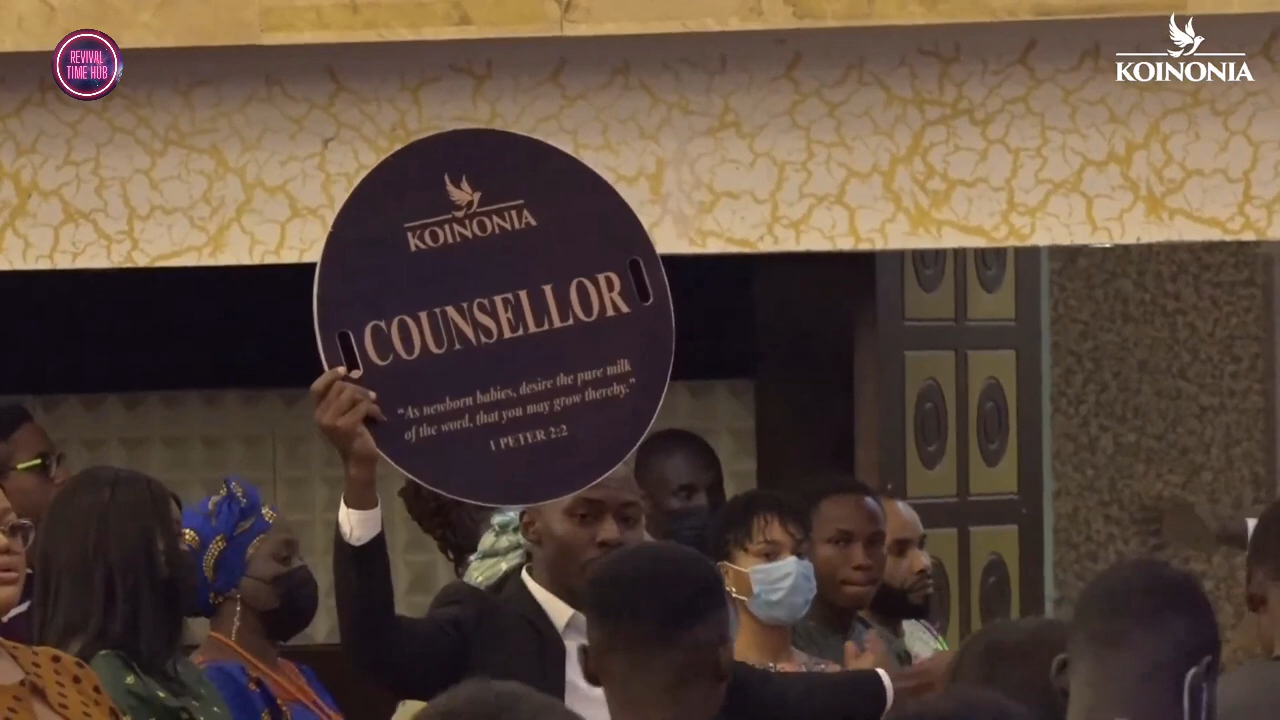 REVIVAL
TIME HUB
KOINONIA
KOINONIA
COUNSELLOR
“As newborn babies, desire the pure milk
of the word, that you may grow thereby.”
1 PETER 2:2